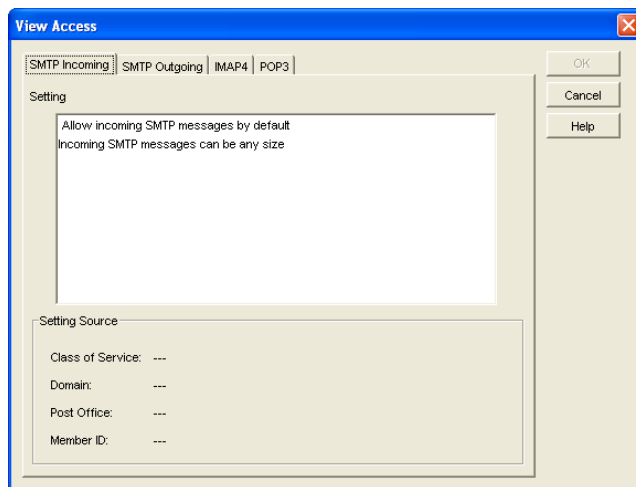 View Access
SMTP Incoming SMTP Outgoing IMAP4 POP3
OK
Setting
Cancel
Allow incoming SMTP messages by default
Help
Incoming SMTP messages can be any size
Setting Source
Class of Service: ---
Domain: ---
Post Office: ---
Member ID: ---